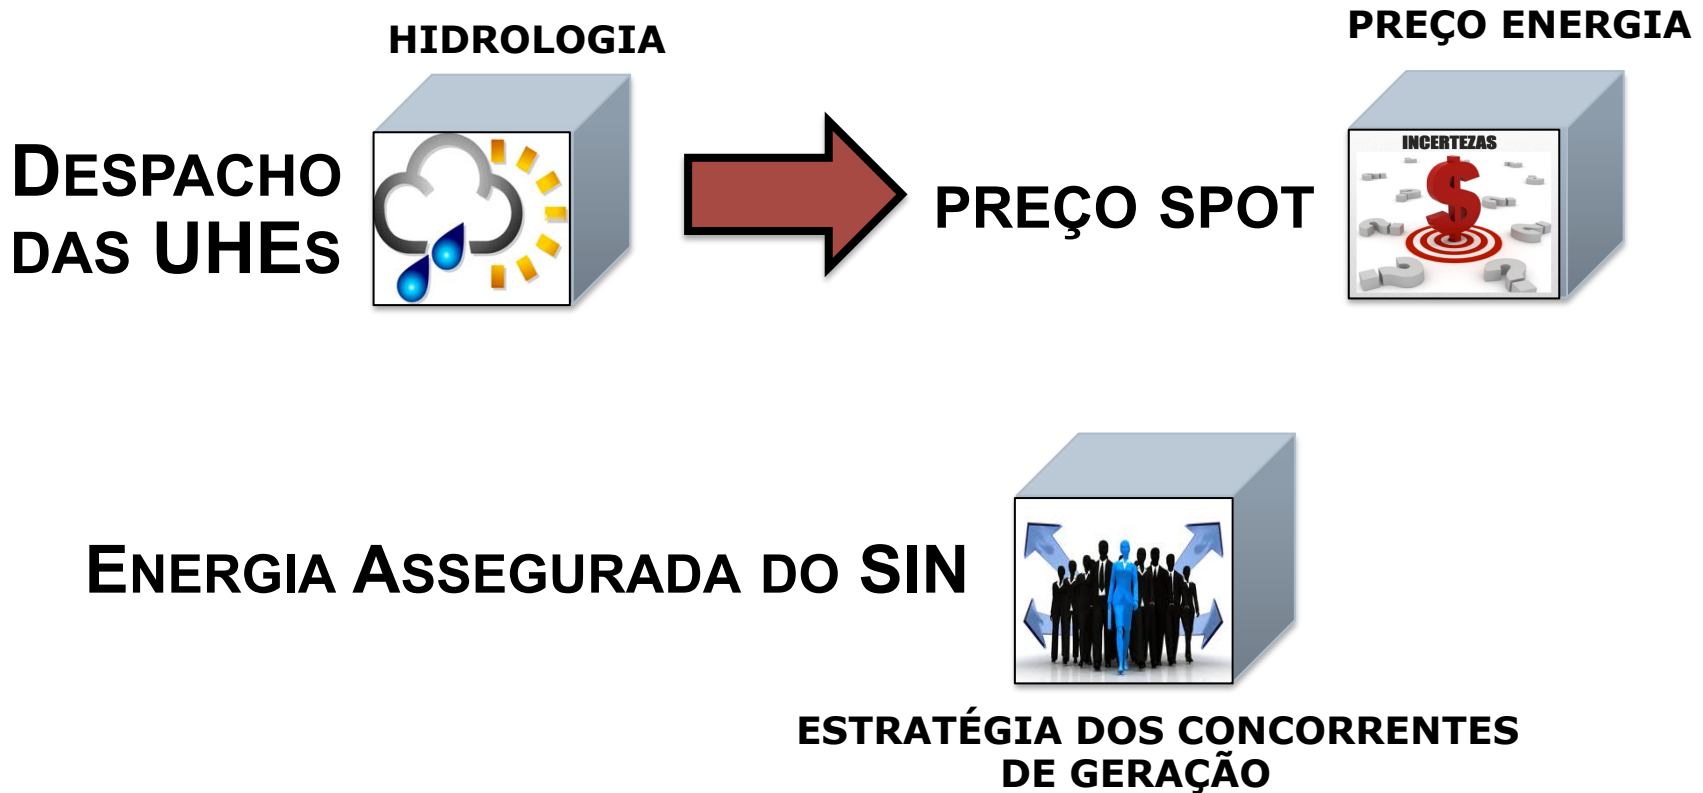 HIDROLOGIA
PREÇO ENERGIA
DESPACHO
DAS UHES
PREÇO SPOT
INCERTEZAS
ENERGIA ASSEGURADA DO SIN
ESTRATÉGIA DOS CONCORRENTES
DE GERAÇÃO